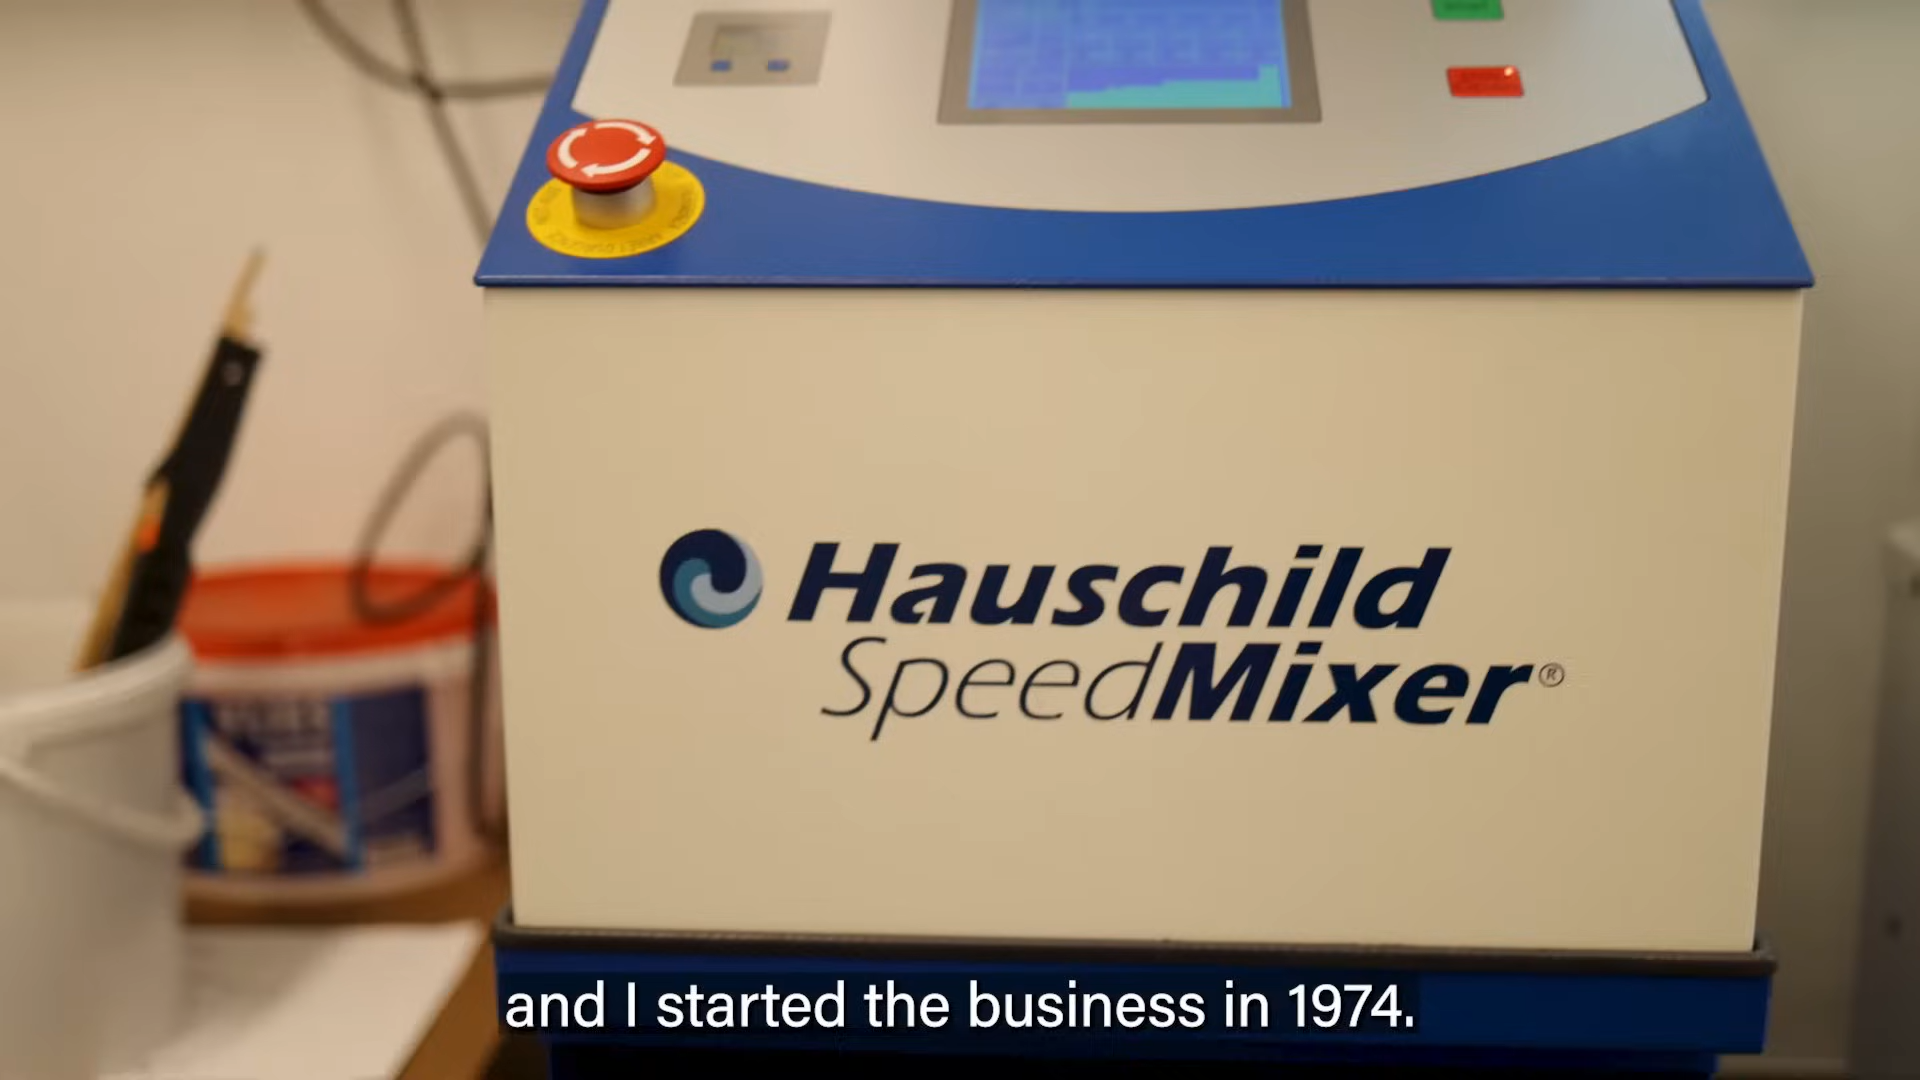 Hauschild
SpeedMixer®
and I started the business in 1974.